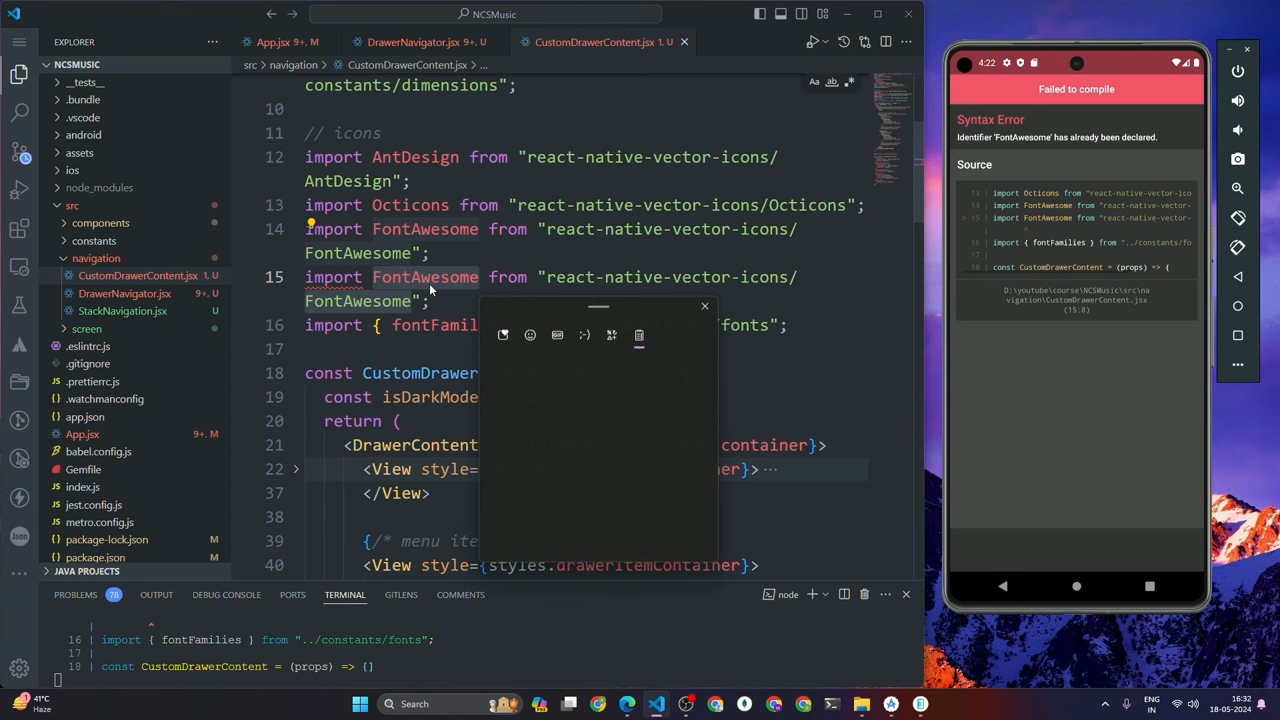 NCSMusic
EXPLORER
App.jsx 9+, M
DrawerNavigator.jsx 9+, U
CustomDrawerContent.jsx 1, U
NCSMUSIC
src > navigation > CustomDrawerContent.jsx > ...
__tests__
.bundle
.vscode
android
assets
ios
node_modules
src
components
constants
navigation
CustomDrawerContent.jsx 1, U
DrawerNavigator.jsx 9+, U
StackNavigation.jsx U
screen
.eslintrc.js
.gitignore
.prettierrc.js
.watchmanconfig
app.json
App.jsx 9+, M
babel.config.js
Gemfile
index.js
jest.config.js
metro.config.js
package-lock.json M
package.json M
JAVA PROJECTS
constants/dimensions";
10
11 // icons
12 import AntDesign from "react-native-vector-icons/
AntDesign";
13 import Octicons from "react-native-vector-icons/Octicons";
14 import FontAwesome from "react-native-vector-icons/
FontAwesome";
15 import FontAwesome from "react-native-vector-icons/
FontAwesome";
16 import { fontFamil /fonts";
17
18 const CustomDrawer
19 const isDarkMode
20 return (
21 <DrawerContent container}>
22 <View style= er}> ...
37 </View>
38
39 {/* menu ite
40 <View style={styles.drawerItemContainer}>
PROBLEMS 78 OUTPUT DEBUG CONSOLE PORTS TERMINAL GITLENS COMMENTS
node
| ^
16 | import { fontFamilies } from "../constants/fonts";
17 |
18 | const CustomDrawerContent = (props) => []
4:22
Failed to compile
Syntax Error
Identifier 'FontAwesome' has already been declared.
Source
13 | import Octicons from "react-native-vector-ico
14 | import FontAwesome from "react-native-vector-
> 15 | import FontAwesome from "react-native-vector-
| ^
16 | import { fontFamilies } from "../constants/fo
18 | const CustomDrawerContent = (props) => {
D:\youtube\course\NCSMusic\src\na
vigation\CustomDrawerContent.jsx
(15:8)
Aa ab
GIF
;-)
Json
41°C
Haze
Search
ENG
IN
16:32
18-05-2024